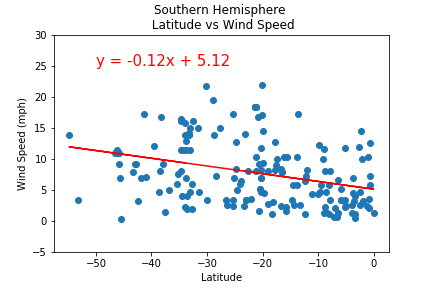 Southern Hemisphere
Latitude vs Wind Speed
y = -0.12x + 5.12
Wind Speed (mph)
30
25
20
15
10
5
0
−5
−50
−40
−30
−20
−10
0
Latitude